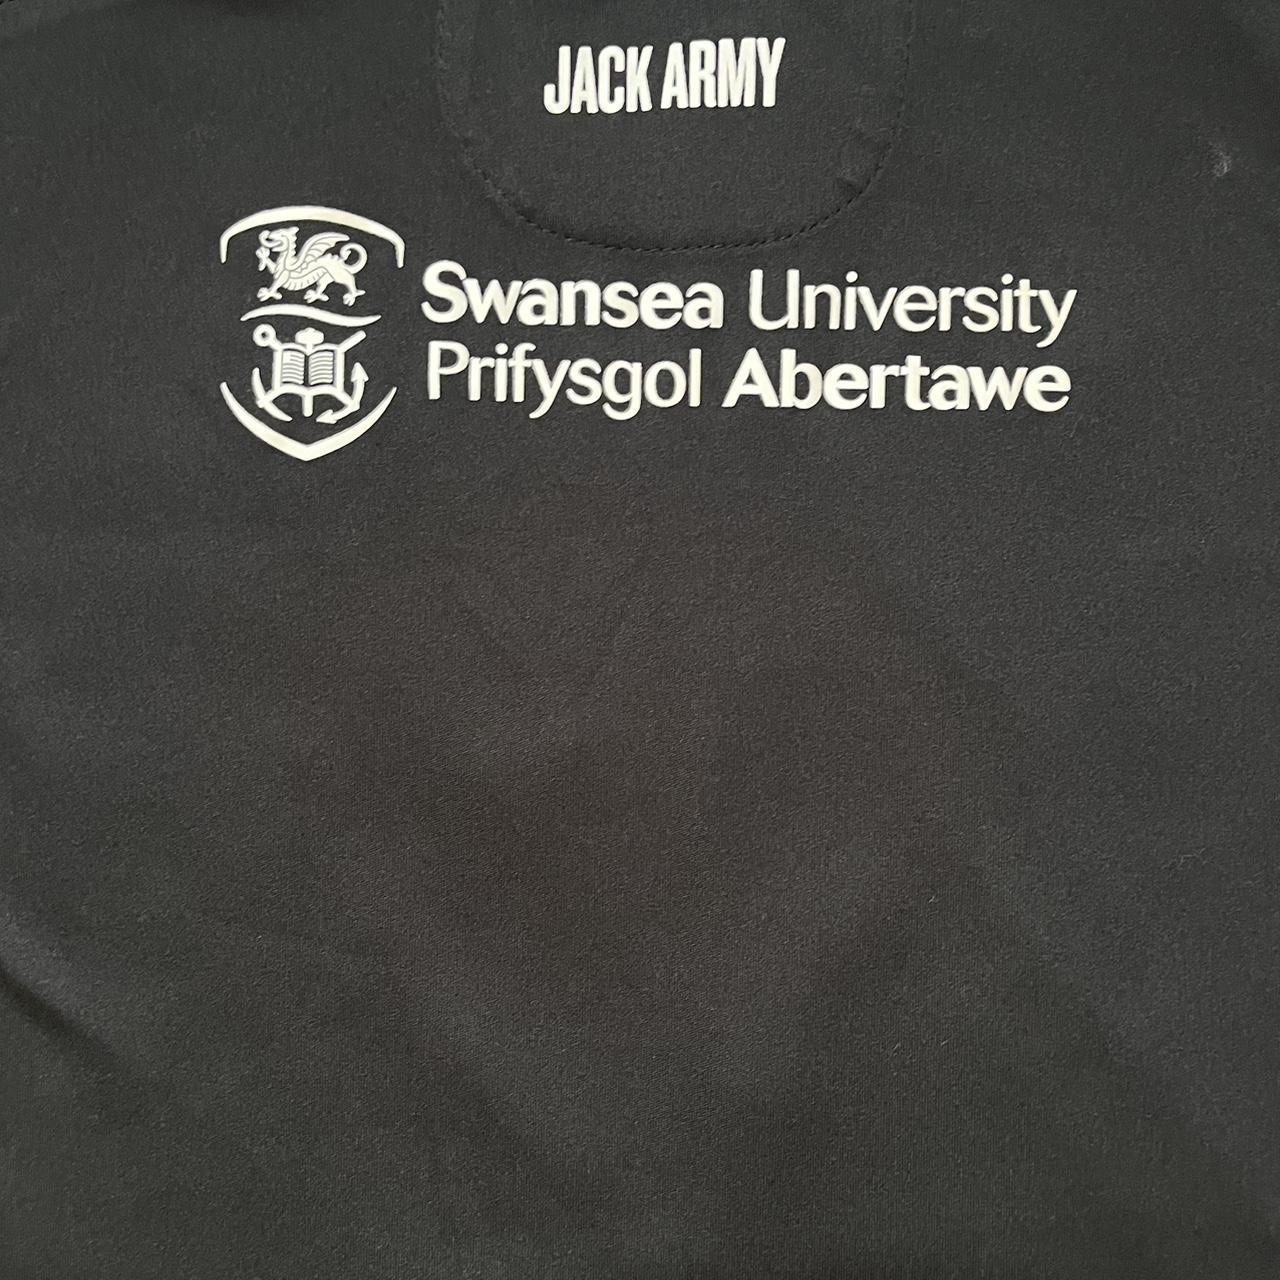 JACK ARMY
Swansea University
Prifysgol Abertawe